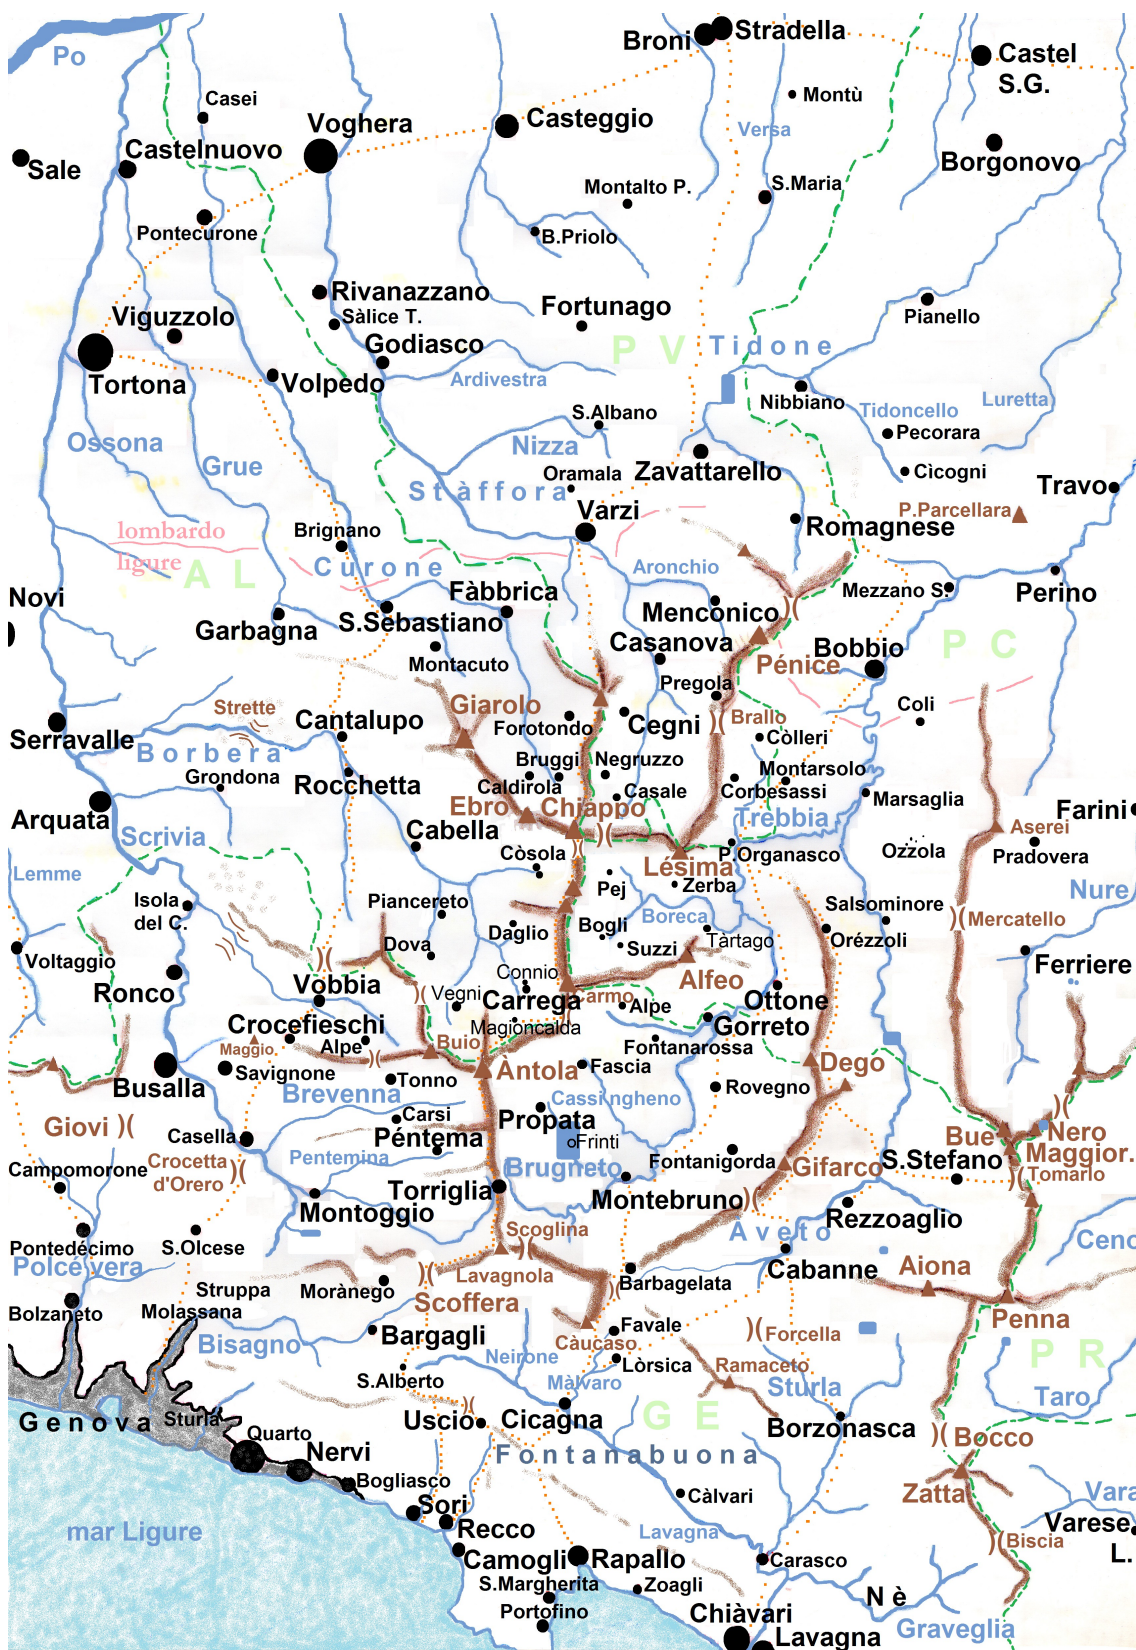 Po
Broni
Stradella
Castel
S.G.
Casei
Montù
Voghera
Casteggio
Versa
Castelnuovo
Sale
Borgonovo
Montalto P.
S.Maria
Pontecurone
B.Priolo
Rivanazzano
Sàlice T.
Fortunago
Pianello
Viguzzolo
Godiasco
P V
Tidone
Tortona
Volpedo
Ardivestra
Nibbiano
Luretta
Tidoncello
S.Albano
Pecorara
Ossona
Nizza
Grue
Oramala
Zavattarello
Cìcogni
Stàffora
Travo
Varzi
P.Parcellara
Romagnese
lombardo
ligure
Brignano
A L
Curone
Aronchio
Novi
Fàbbrica
Mezzano S.
Perino
Garbagna
S.Sebastiano
Mencònico
Casanova
Bobbio
P C
Montacuto
Pénice
Pregola
Strette
Giarolo
Coli
Cantalupo
Forotondo
Cegni
Brallo
Serravalle
Borbera
Còlleri
Grondona
Bruggi
Negruzzo
Montarsolo
Rocchetta
Caldirola
Casale
Corbesassi
Marsaglia
Ebro
Chiappo
Arquata
Trebbia
Farini
Scrivia
Cabella
Aserei
Còsola
P.Organasco
Ozzola
Pradovera
Lemme
Lésima
Pej
Zerba
Nure
Isola
del C.
Piancereto
Boreca
Salsominore
Mercatello
Daglio
Bogli
Tàrtago
Orézzoli
Voltaggio
Dova
Suzzi
Ferriere
Ronco
Vobbia
Connio
Alfeo
Vegni
Carrega
Carmo
Ottone
Alpe
Magioncalda
Gorreto
Crocefieschi
Alpe
Buio
Fontanarossa
Maggio
Busalla
Savignone
Àntola
Fascia
Dego
Brevenna
Tonno
Cassingheno
Rovegno
Giovi
Carsi
Propata
Casella
Péntema
Frinti
Bue
Nero
Maggior.
Campomorone
Crocetta
d'Orero
Pentemina
Brugneto
Fontanigorda
Gifarco
S.Stefano
Tomarlo
Torriglia
Montebruno
Montoggio
Rezzoaglio
Pontedécimo
S.Olcese
Scoglina
Aveto
Ceno
Polcévera
Lavagnola
Cabanne
Aiona
Struppa
Morànego
Barbagelata
Bolzaneto
Molassana
Scoffera
Penna
Bisagno
Bargagli
Càucaso
Favale
Forcella
Neirone
Lòrsica
Ramaceto
P R
S.Alberto
Màlvaro
Sturla
Taro
Genova
Sturla
Uscio
Cicagna
G E
Borzonasca
Quarto
Nervi
Fontanabuona
Bocco
Bogliasco
Càlvari
Zatta
Vara
Sori
mar Ligure
Recco
Lavagna
Varese
L.
Biscia
Camogli
Rapallo
Carasco
S.Margherita
Zoagli
Nè
Portofino
Chiàvari
Lavagna
Graveglia